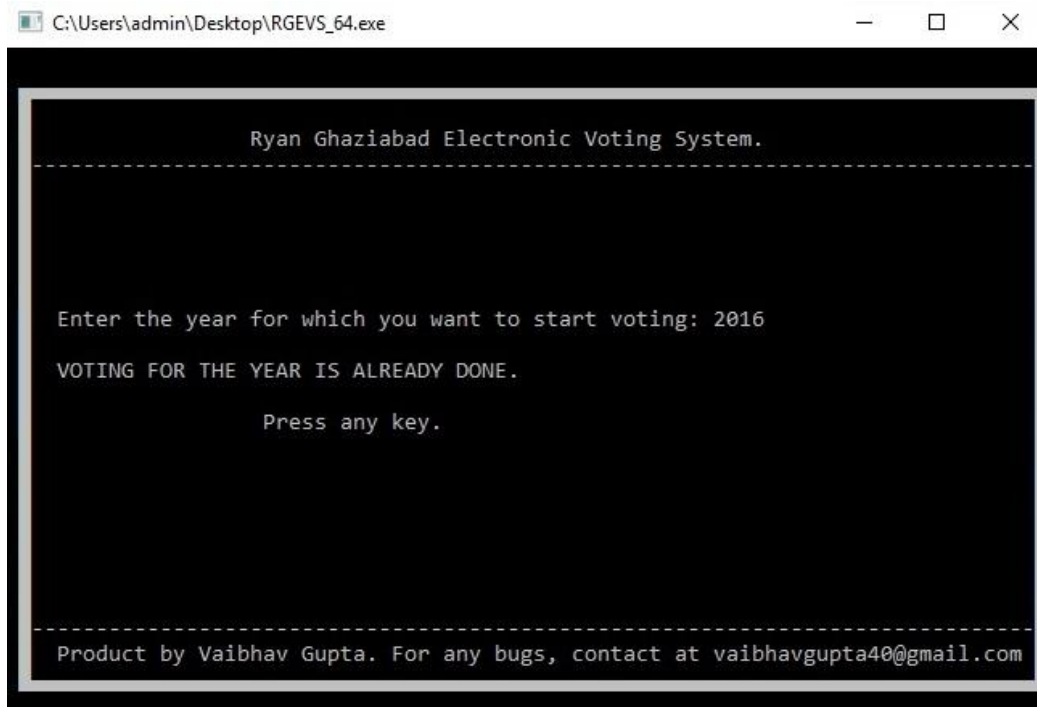 C:\Users\admin\Desktop\RGEVS_64.exe
Ryan Ghaziabad Electronic Voting System.
Enter the year for which you want to start voting: 2016
VOTING FOR THE YEAR IS ALREADY DONE.
Press any key.
Product by Vaibhav Gupta. For any bugs, contact at vaibhavgupta40@gmail.com